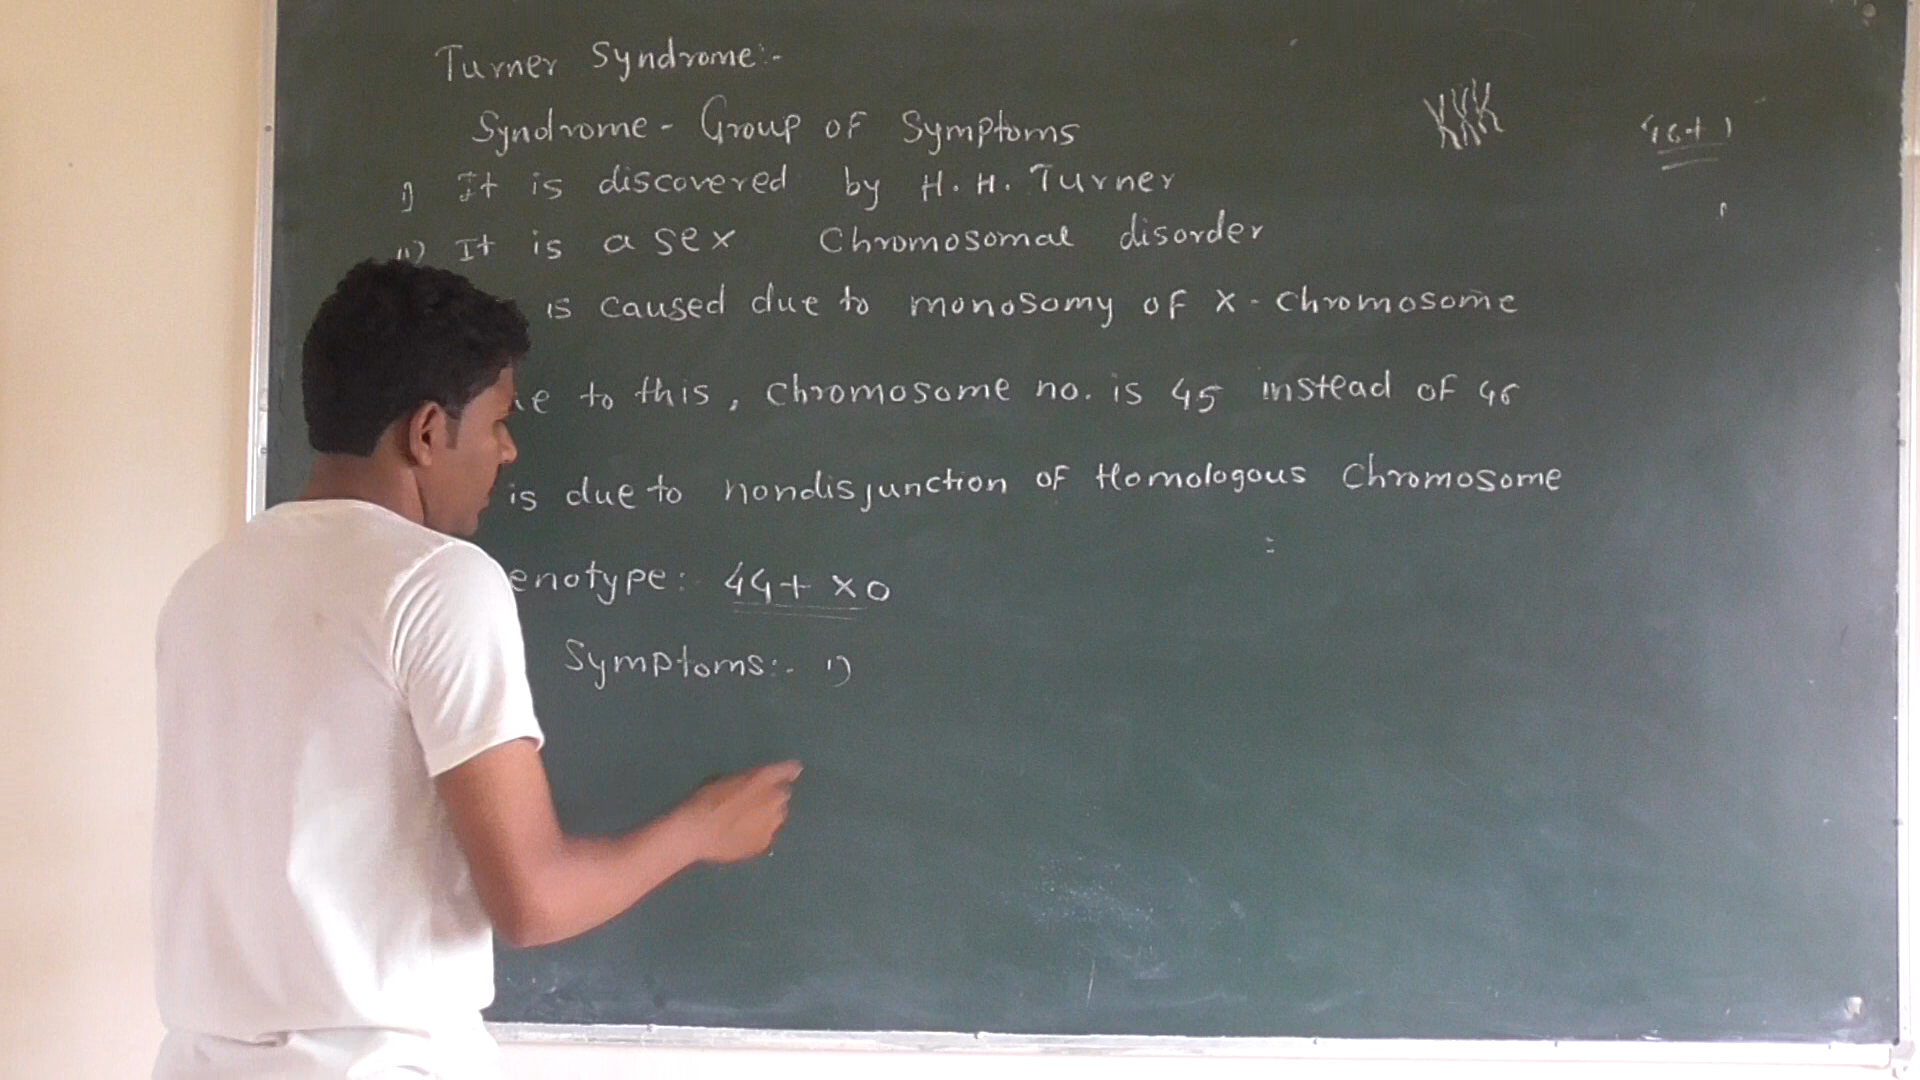 Turner Syndrome:-
Syndrome - Group of Symptoms
i) It is discovered by H. H. Turner
ii) It is a sex Chromosomal disorder
is caused due to monosomy of X - Chromosome
to this, Chromosome no. is 45 instead of 46
is due to nondisjunction of Homologous Chromosome
enotype: 44+ XO
Symptoms:- i)